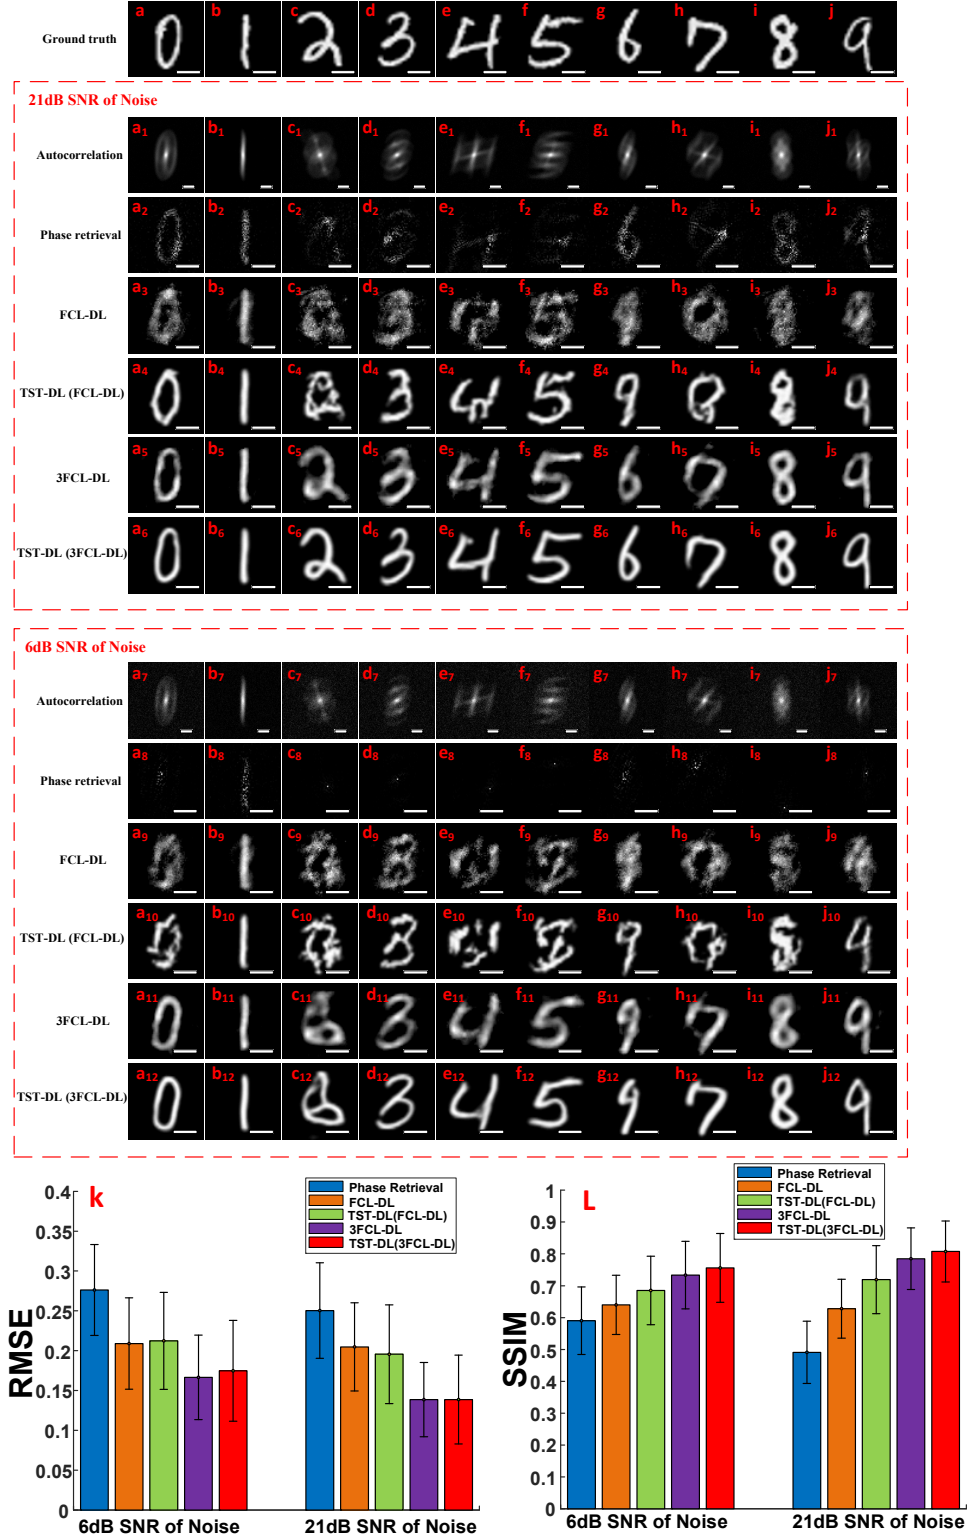 a b c d e f g h i j
Ground truth
21dB SNR of Noise
a1 b1 c1 d1 e1 f1 g1 h1 i1 j1
Autocorrelation
a2 b2 c2 d2 e2 f2 g2 h2 i2 j2
Phase retrieval
a3 b3 c3 d3 e3 f3 g3 h3 i3 j3
FCL-DL
a4 b4 c4 d4 e4 f4 g4 h4 i4 j4
TST-DL (FCL-DL)
a5 b5 c5 d5 e5 f5 g5 h5 i5 j5
3FCL-DL
a6 b6 c6 d6 e6 f6 g6 h6 i6 j6
TST-DL (3FCL-DL)
6dB SNR of Noise
a7 b7 c7 d7 e7 f7 g7 h7 i7 j7
Autocorrelation
a8 b8 c8 d8 e8 f8 g8 h8 i8 j8
Phase retrieval
a9 b9 c9 d9 e9 f9 g9 h9 i9 j9
FCL-DL
a10 b10 c10 d10 e10 f10 g10 h10 i10 j10
TST-DL (FCL-DL)
a11 b11 c11 d11 e11 f11 g11 h11 i11 j11
3FCL-DL
a12 b12 c12 d12 e12 f12 g12 h12 i12 j12
TST-DL (3FCL-DL)
k
RMSE
0.4
0.35
0.3
0.25
0.2
0.15
0.1
0.05
0
Phase Retrieval
FCL-DL
TST-DL(FCL-DL)
3FCL-DL
TST-DL(3FCL-DL)
6dB SNR of Noise 21dB SNR of Noise
L
SSIM
1
0.9
0.8
0.7
0.6
0.5
0.4
0.3
0.2
0.1
0
Phase Retrieval
FCL-DL
TST-DL(FCL-DL)
3FCL-DL
TST-DL(3FCL-DL)
6dB SNR of Noise 21dB SNR of Noise